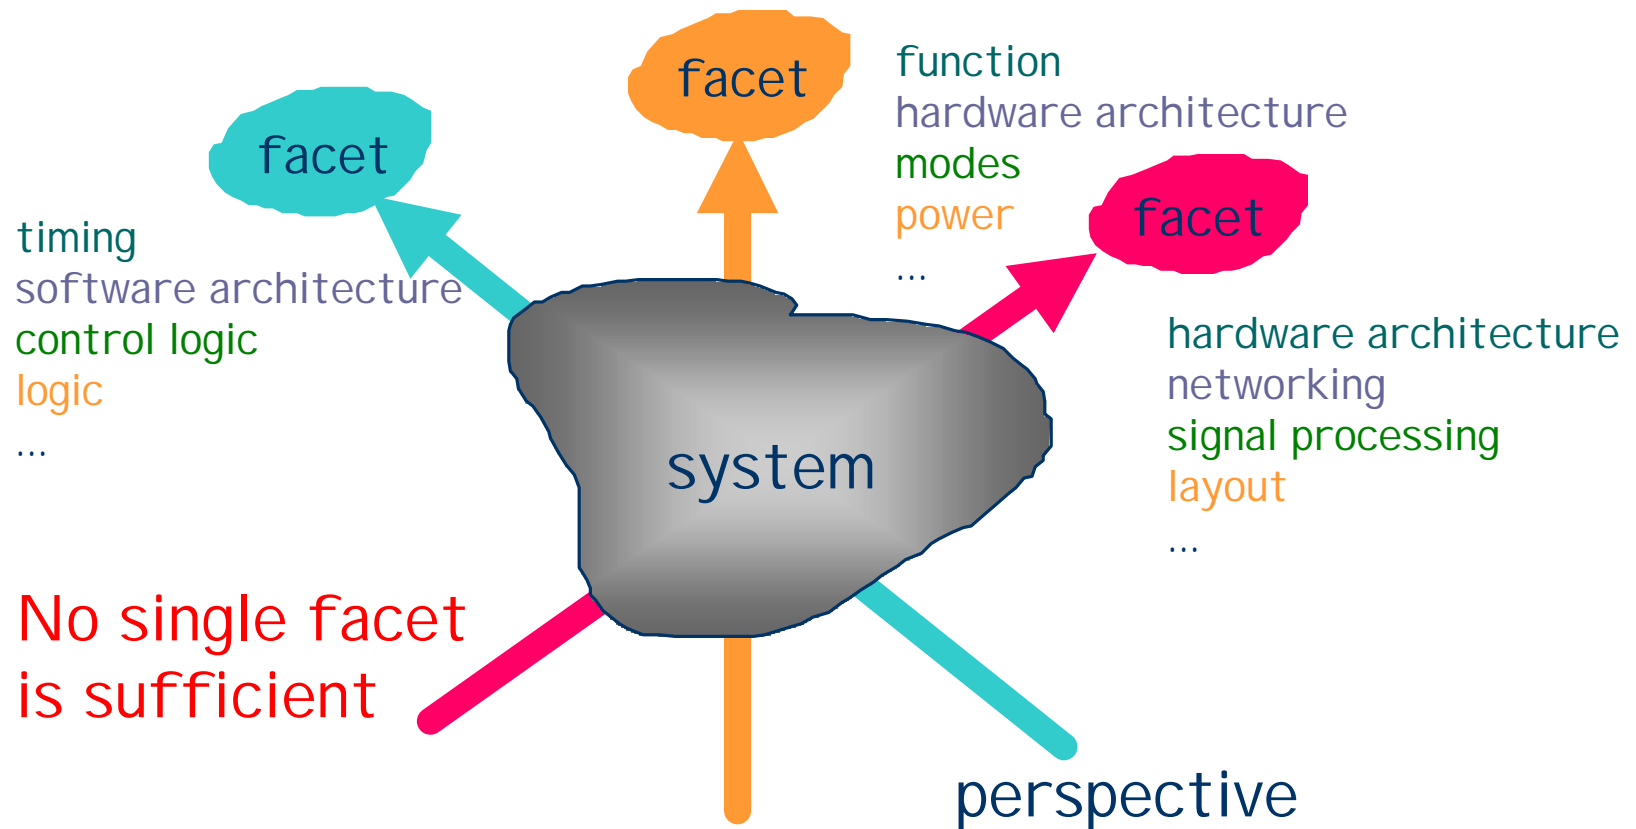 facet
facet
facet
function
hardware architecture
modes
power
...
timing
software architecture
control logic
logic
...
hardware architecture
networking
signal processing
layout
...
system
No single facet
is sufficient
perspective